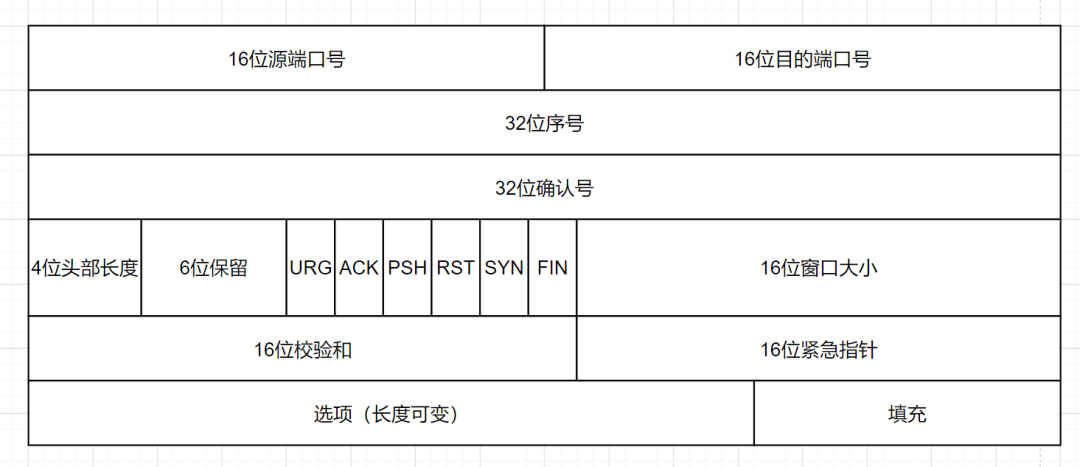 16位源端口号
16位目的端口号
32位序号
32位确认号
4位头部长度
6位保留
URG
ACK
PSH
RST
SYN
FIN
16位窗口大小
16位校验和
16位紧急指针
选项（长度可变）
填充